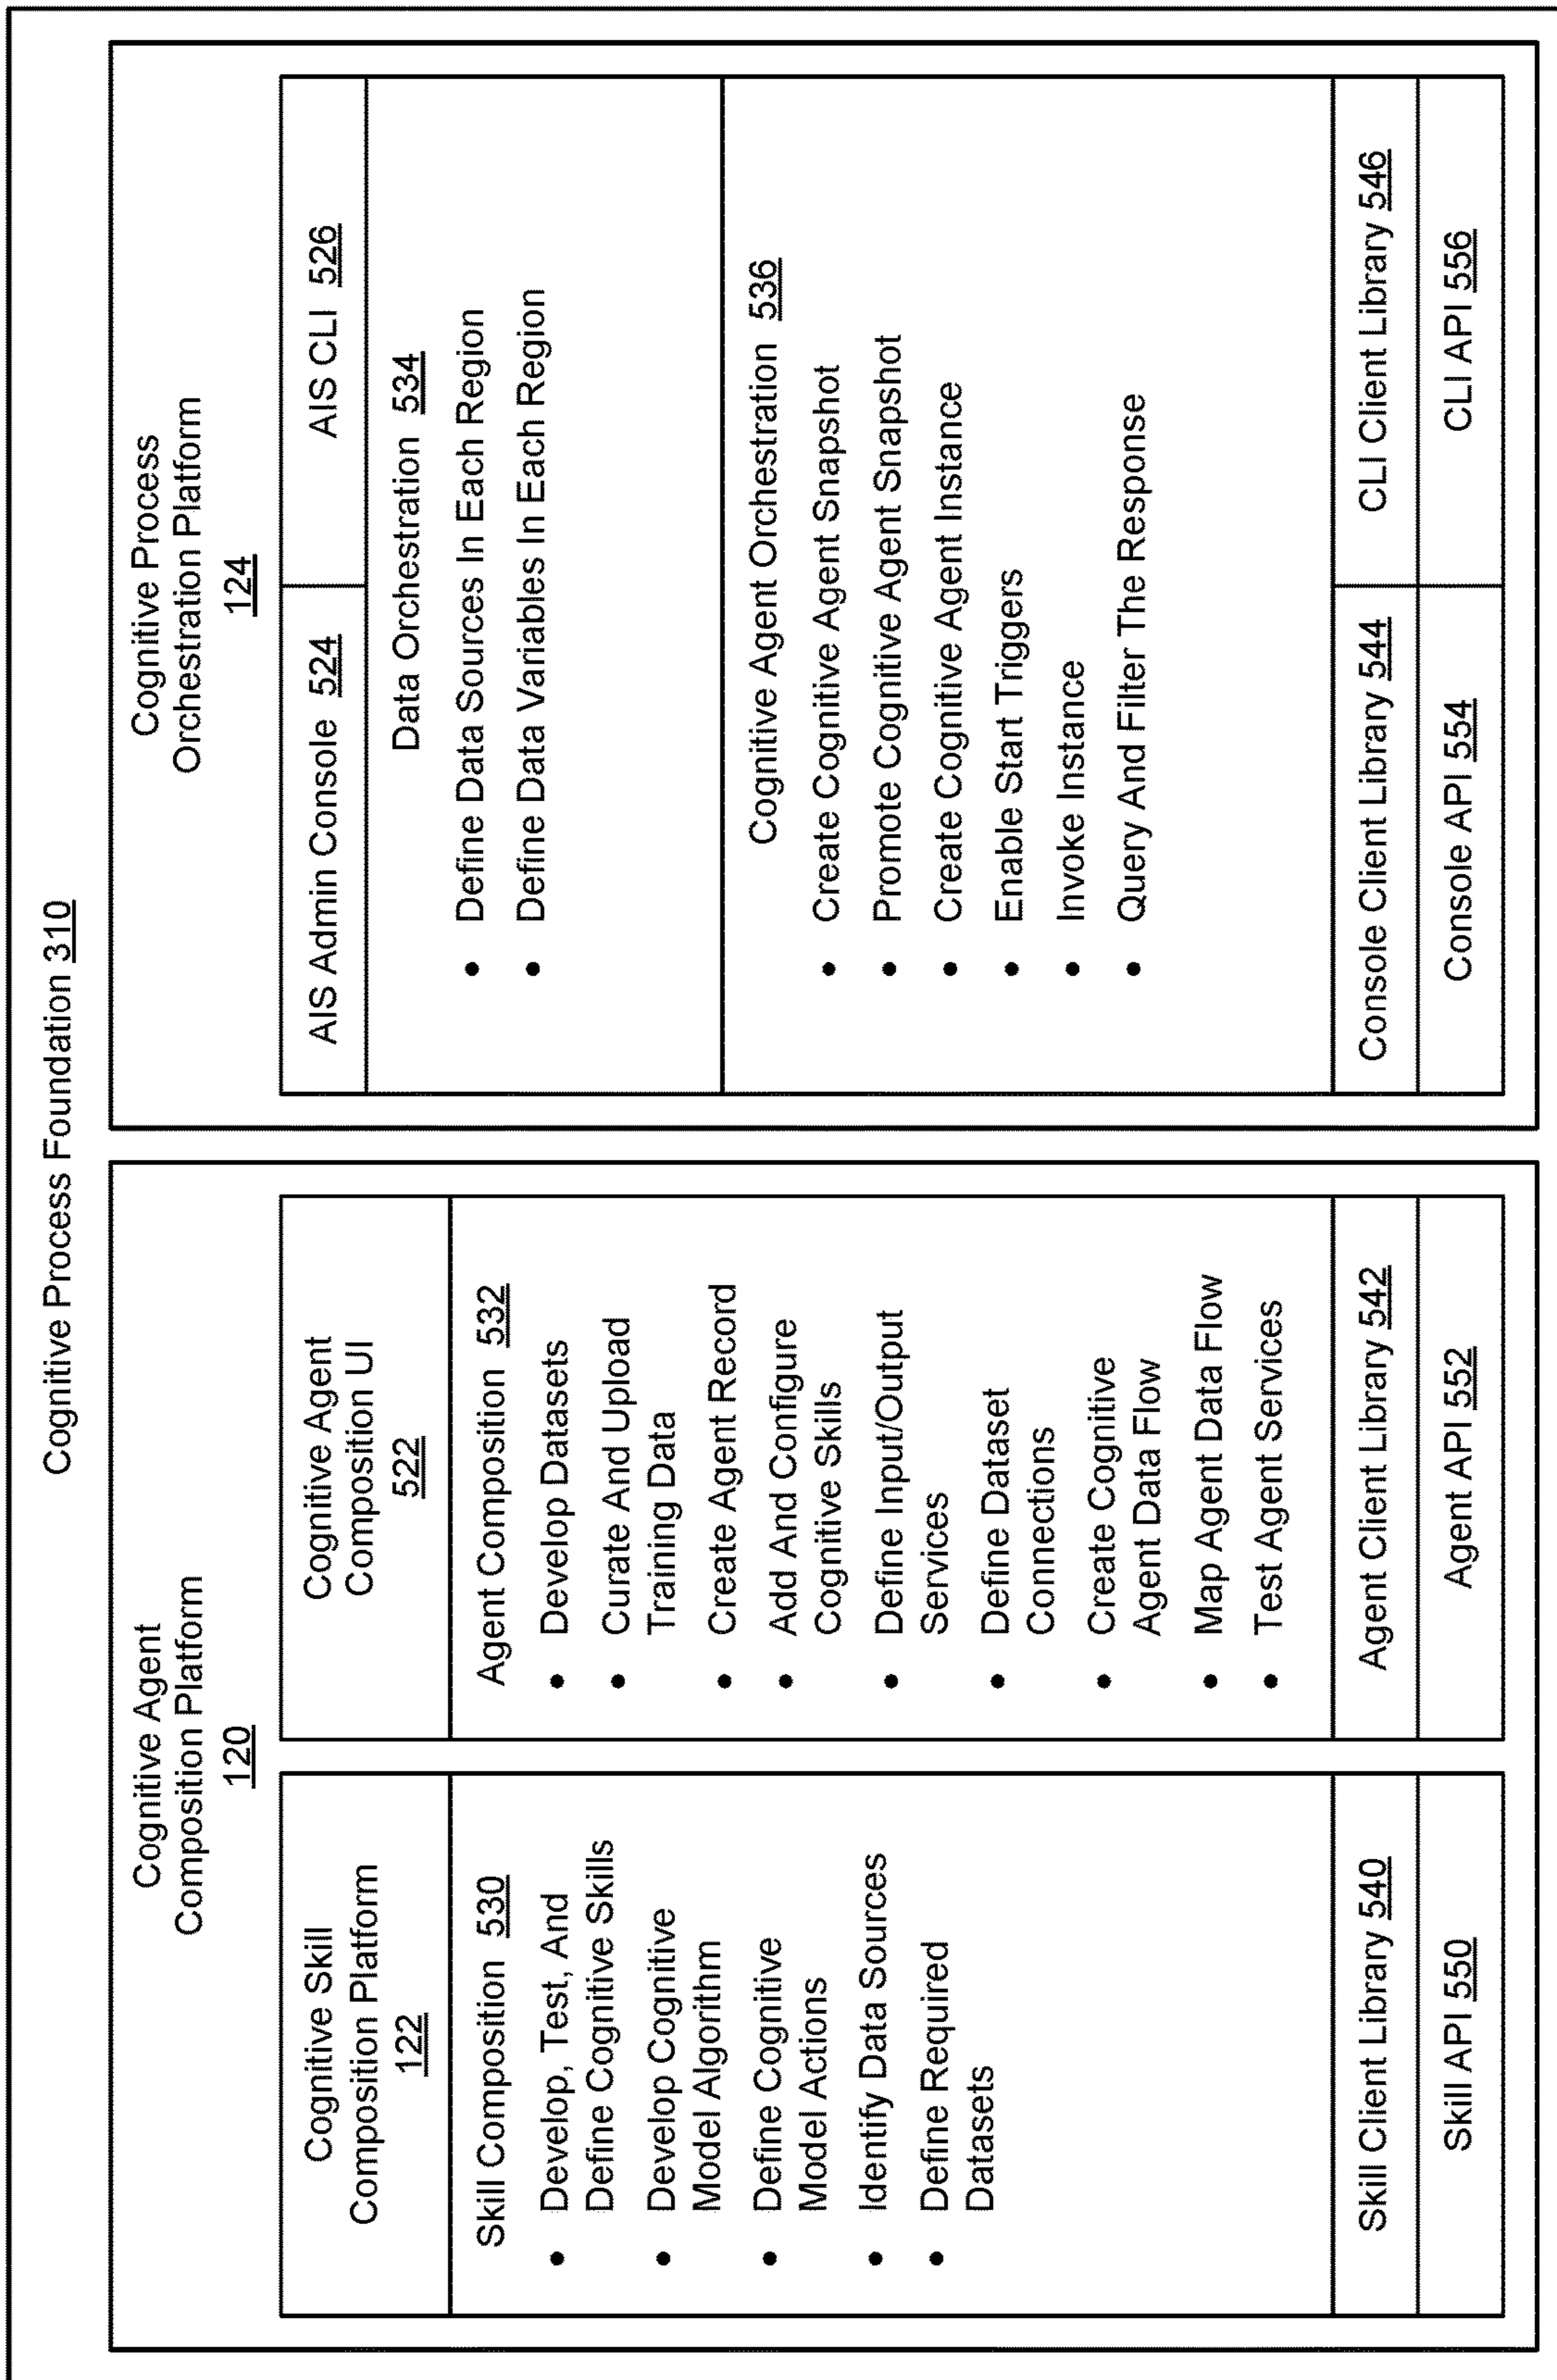 Cognitive Process Foundation 310
Cognitive Agent
Composition Platform
120
Cognitive Skill
Composition Platform
122
Skill Composition 530
• Develop, Test, And
Define Cognitive Skills
• Develop Cognitive
Model Algorithm
• Define Cognitive
Model Actions
• Identify Data Sources
• Define Required
Datasets
Skill Client Library 540
Skill API 550
Cognitive Agent
Composition UI
522
Agent Composition 532
• Develop Datasets
• Curate And Upload
Training Data
• Create Agent Record
• Add And Configure
Cognitive Skills
• Define Input/Output
Services
• Define Dataset
Connections
• Create Cognitive
Agent Data Flow
• Map Agent Data Flow
• Test Agent Services
Agent Client Library 542
Agent API 552
Cognitive Process
Orchestration Platform
124
AIS Admin Console 524
AIS CLI 526
Data Orchestration 534
• Define Data Sources In Each Region
• Define Data Variables In Each Region
Cognitive Agent Orchestration 536
• Create Cognitive Agent Snapshot
• Promote Cognitive Agent Snapshot
• Create Cognitive Agent Instance
• Enable Start Triggers
• Invoke Instance
• Query And Filter The Response
Console Client Library 544
CLI Client Library 546
Console API 554
CLI API 556